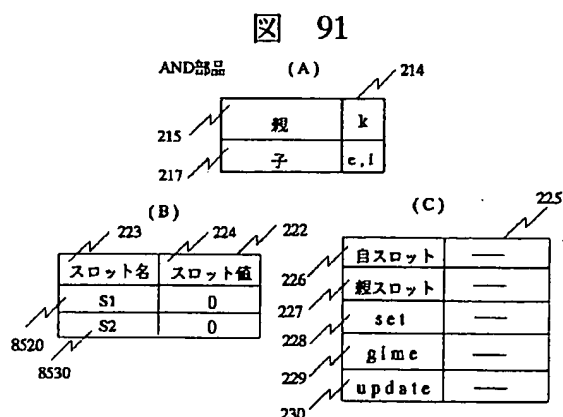 図 91
AND部品 (A) 214
215 親 k
217 子 e, l
(B) (C) 225
223 224 222
スロット名 スロット値
S1 0
8520
S2 0
8530
226 自スロット —
227 親スロット —
228 set —
229 gime —
230 update —